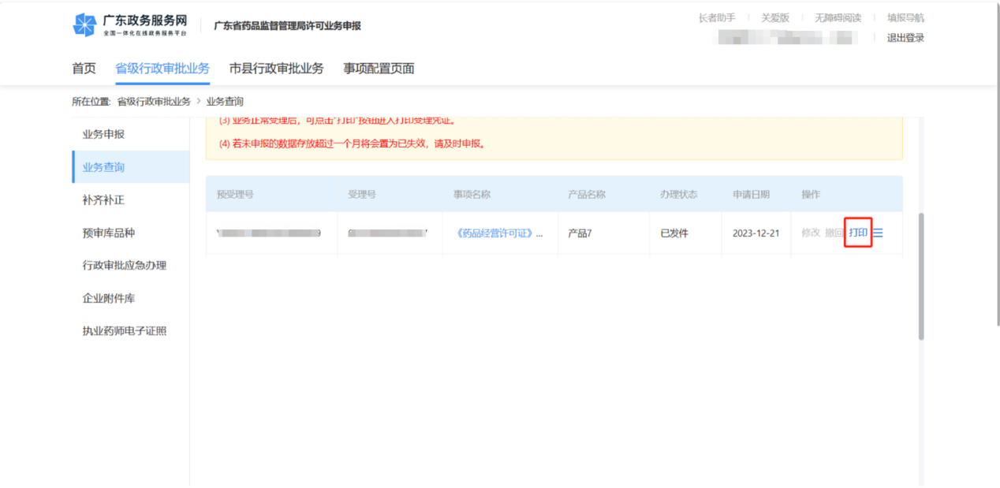 广东政务服务网
全国一体化在线政务服务平台
广东省药品监督管理局许可业务申报
长者助手 关爱版 无障碍阅读 填报导航
退出登录
首页 省级行政审批业务 市县行政审批业务 事项配置页面
所在位置: 省级行政审批业务 > 业务查询
业务申报
业务查询
补齐补正
预审库品种
行政审批应急办理
企业附件库
执业药师电子证照
(3) 业务正常受理后，可点击"打印"按钮进入打印受理凭证。
(4) 若未申报的数据存放超过一个月将会置为已失效，请及时申报。
预受理号 受理号 事项名称 产品名称 办理状态 申请日期 操作
《药品经营许可证》... 产品7 已发件 2023-12-21 修改 撤回 打印